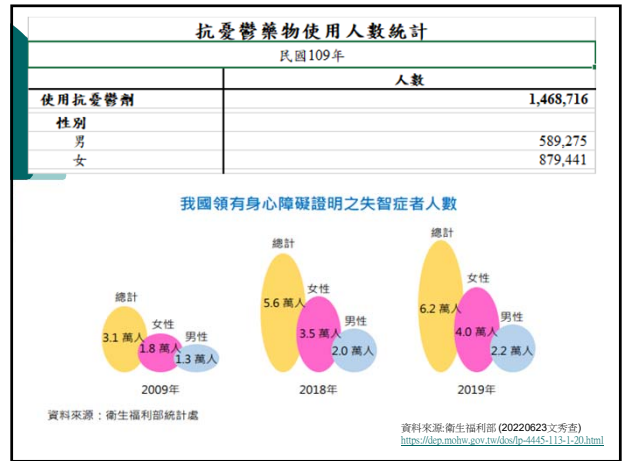 抗憂鬱藥物使用人數統計
民國109年
人數
使用抗憂鬱劑 1,468,716
性別
男 589,275
女 879,441
我國領有身心障礙證明之失智症者人數
總計 3.1 萬人
女性 1.8 萬人
男性 1.3 萬人
2009年
總計 5.6 萬人
女性 3.5 萬人
男性 2.0 萬人
2018年
總計 6.2 萬人
女性 4.0 萬人
男性 2.2 萬人
2019年
資料來源：衛生福利部統計處
資料來源:衛生福利部 (20220623文秀查)
https://dep.mohw.gov.tw/dos/lp-4445-113-1-20.html